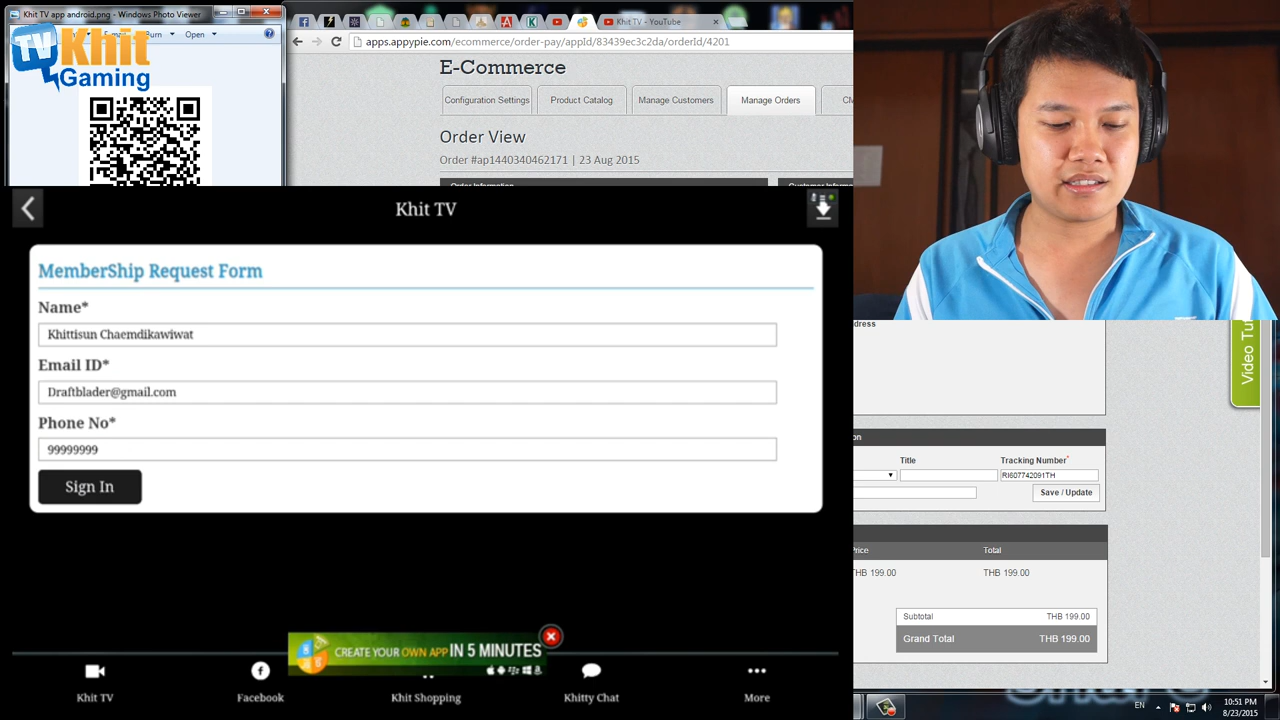 Khit TV app android.png - Windows Photo Viewer
Burn
Open
TV Khit
Gaming
Khit TV - YouTube
apps.appypie.com/ecommerce/order-pay/appId/83439ec3c2da/orderId/4201
E-Commerce
Configuration Settings
Product Catalog
Manage Customers
Manage Orders
Order View
Order #ap1440340462171 | 23 Aug 2015
Order Information
Khit TV
MemberShip Request Form
Name*
Khittisun Chaemdikawiwat
Email ID*
Draftblader@gmail.com
Phone No*
99999999
Sign In
CREATE YOUR OWN APP IN 5 MINUTES
Khit TV
Facebook
Khit Shopping
Khitty Chat
More
Title
Tracking Number*
RI607742091TH
Save / Update
Price
Total
THB 199.00
THB 199.00
Subtotal
THB 199.00
Grand Total
THB 199.00
EN
10:51 PM
8/23/2015